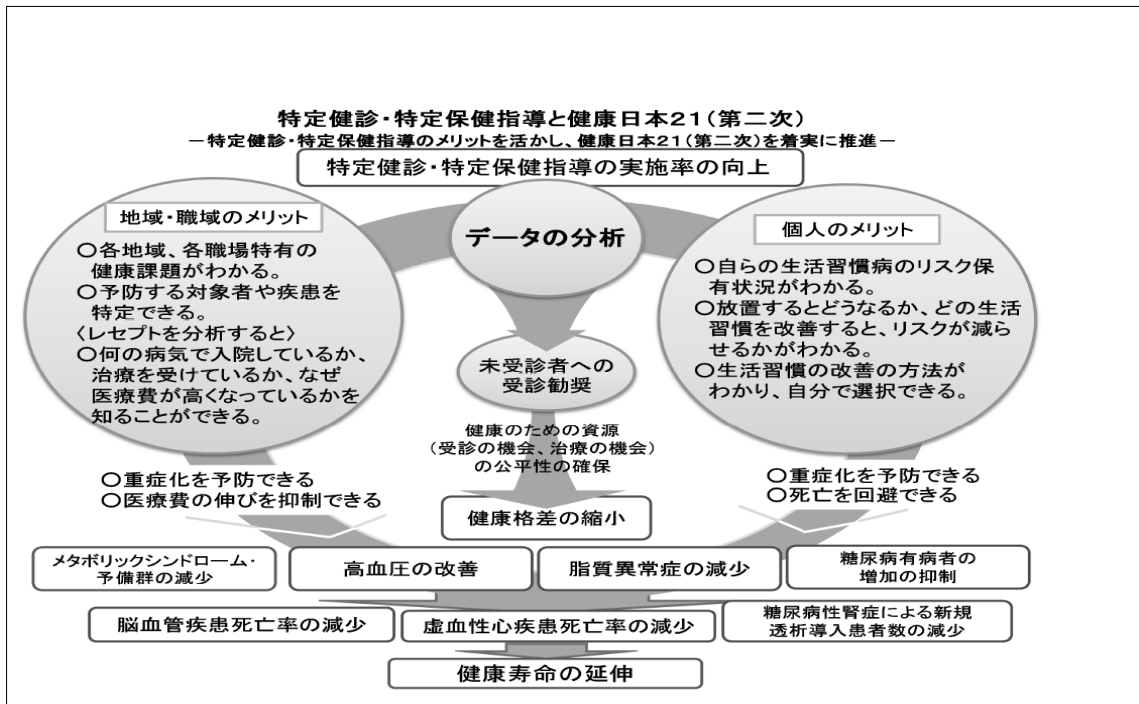 特定健診・特定保健指導と健康日本21(第二次)
－特定健診・特定保健指導のメリットを活かし、健康日本21(第二次)を着実に推進－
特定健診・特定保健指導の実施率の向上
地域・職域のメリット
○各地域、各職場特有の
健康課題がわかる。
○予防する対象者や疾患を
特定できる。
〈レセプトを分析すると〉
○何の病気で入院しているか、
治療を受けているか、なぜ
医療費が高くなっているかを
知ることができる。
データの分析
未受診者への
受診勧奨
健康のための資源
(受診の機会、治療の機会)
の公平性の確保
健康格差の縮小
個人のメリット
○自らの生活習慣病のリスク保
有状況がわかる。
○放置するとどうなるか、どの生活
習慣を改善すると、リスクが減ら
せるかがわかる。
○生活習慣の改善の方法が
わかり、自分で選択できる。
○重症化を予防できる
○医療費の伸びを抑制できる
○重症化を予防できる
○死亡を回避できる
メタボリックシンドローム・
予備群の減少
高血圧の改善
脂質異常症の減少
糖尿病有病者の
増加の抑制
脳血管疾患死亡率の減少
虚血性心疾患死亡率の減少
糖尿病性腎症による新規
透析導入患者数の減少
健康寿命の延伸